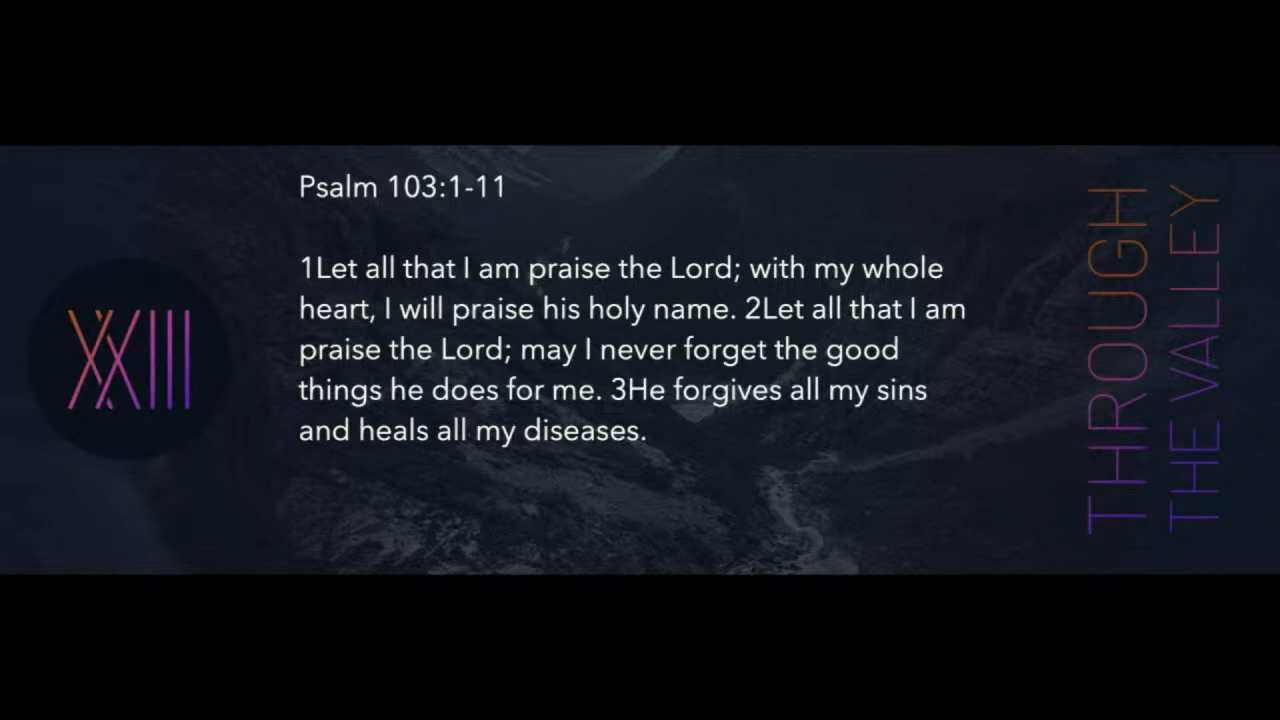 Psalm 103:1-11
1Let all that I am praise the Lord; with my whole
heart, I will praise his holy name. 2Let all that I am
praise the Lord; may I never forget the good
things he does for me. 3He forgives all my sins
and heals all my diseases.
XXIII
THROUGH
THE VALLEY